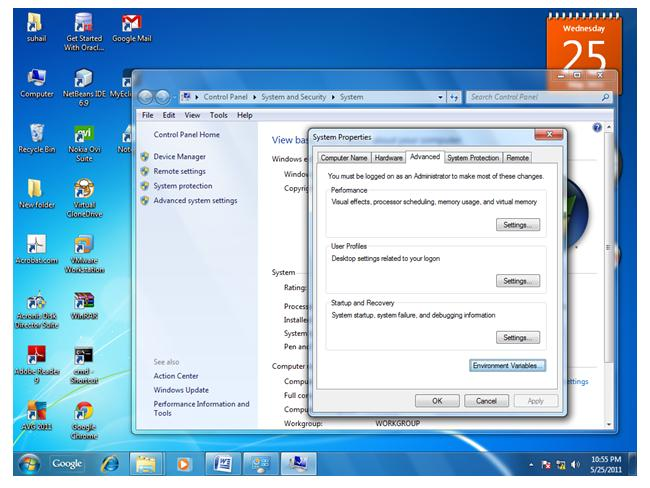 suhail
Get Started
With Oracl...
Google Mail
Wednesday
25
Computer
NetBeans IDE
6.9
MyEcli
Control Panel
System and Security
System
Search Control Panel
File
Edit
View
Tools
Help
Recycle Bin
Nokia Ovi
Suite
Not
Control Panel Home
Device Manager
Remote settings
System protection
Advanced system settings
View bas
Windows e
Window
Copyrig
System
Rating:
Process
Installe
System
Pen and
Computer
Compu
Full cor
Compu
Workgroup:
WORKGROUP
ettings
System Properties
Computer Name
Hardware
Advanced
System Protection
Remote
You must be logged on as an Administrator to make most of these changes.
Performance
Visual effects, processor scheduling, memory usage, and virtual memory
Settings...
User Profiles
Desktop settings related to your logon
Settings...
Startup and Recovery
System startup, system failure, and debugging information
Settings...
Environment Variables...
OK
Cancel
Apply
New folder
Virtual
CloneDrive
Acrobat.com
VMware
Workstation
Acronis Disk
Director Suite
WinRAR
Adobe Reader
9
cmd -
Shortcut
AVG 2011
Google
Chrome
See also
Action Center
Windows Update
Performance Information and
Tools
Google
10:55 PM
5/25/2011